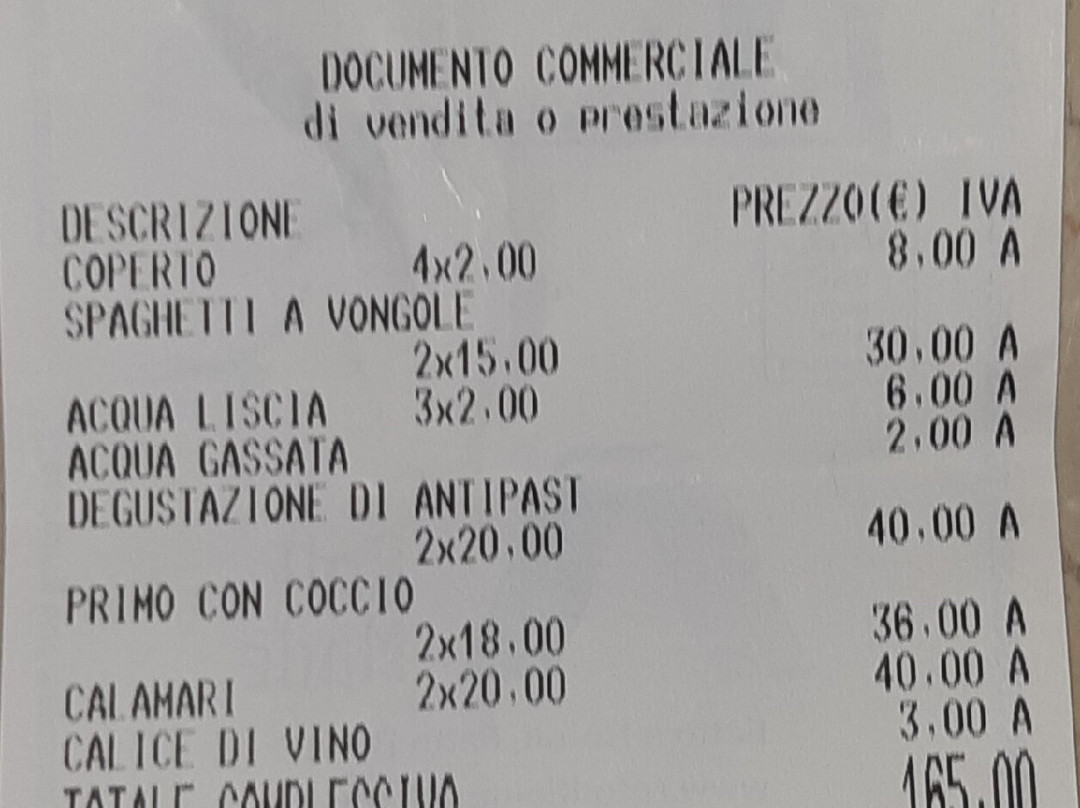 DOCUMENTO COMMERCIALE
di vendita o prestazione
DESCRIZIONE PREZZO(€) IVA
COPERTO 4x2,00 8,00 A
SPAGHETTI A VONGOLE
2x15,00 30,00 A
ACQUA LISCIA 3x2,00 6,00 A
ACQUA GASSATA 2,00 A
DEGUSTAZIONE DI ANTIPAST
2x20,00 40,00 A
PRIMO CON COCCIO
2x18,00 36,00 A
CALAMARI 2x20,00 40,00 A
CALICE DI VINO 3,00 A
TOTALE COMPLESSIVO 165,00